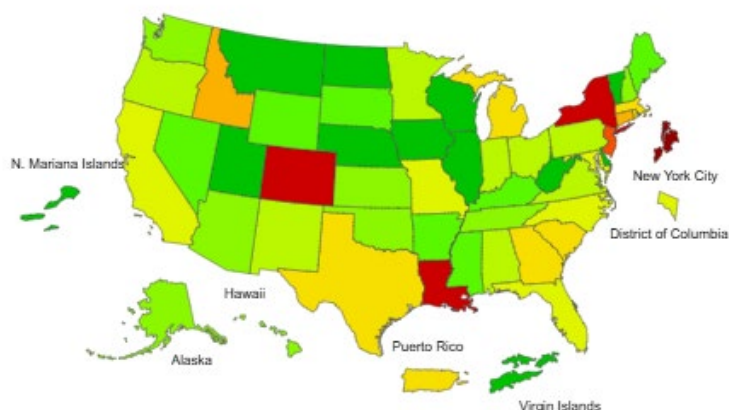 N. Mariana Islands
New York City
District of Columbia
Hawaii
Alaska
Puerto Rico
Virgin Islands